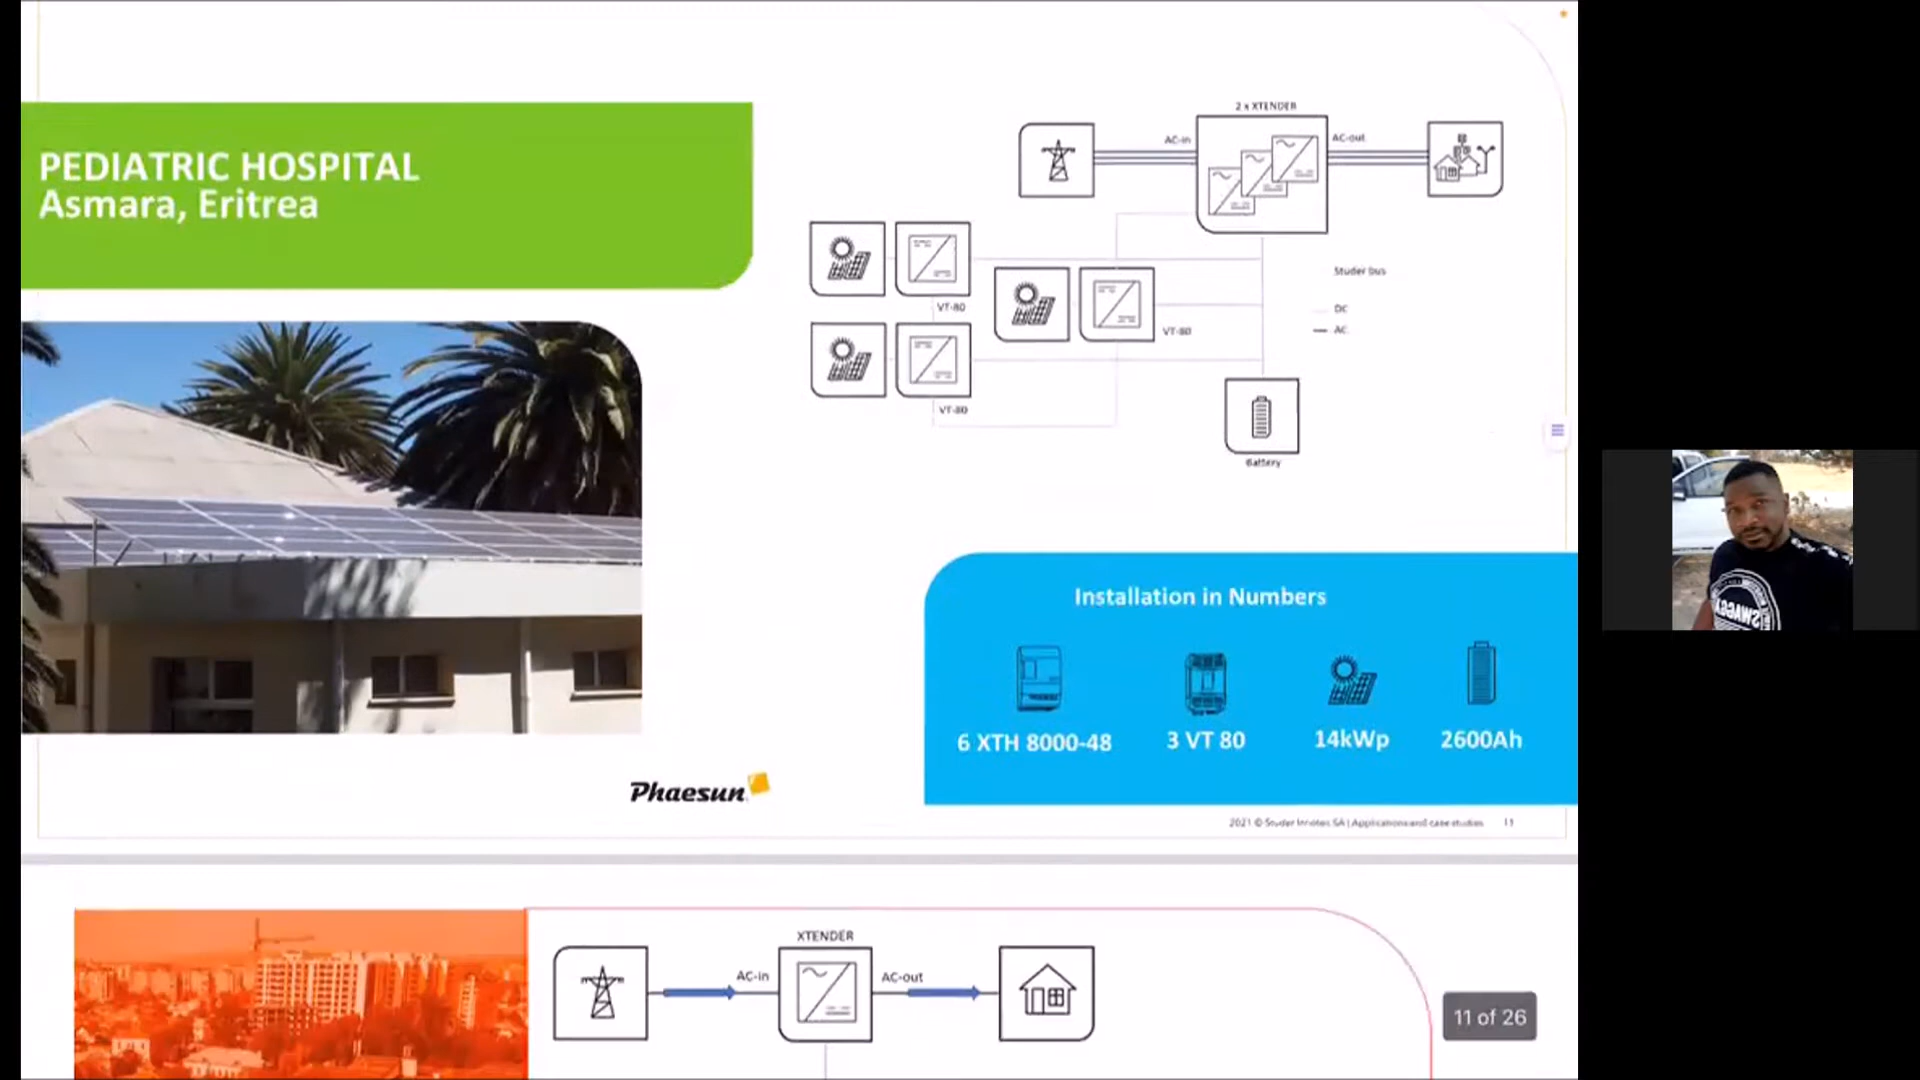 PEDIATRIC HOSPITAL
Asmara, Eritrea
2 x XTENDER
AC-in
AC-out
VT-80
VT-80
VT-80
Studer bus
DC
AC
Battery
Installation in Numbers
6 XTH 8000-48
3 VT 80
14kWp
2600Ah
Phaesun
2021 © Studer Innotec SA | Applications and case studies 11
XTENDER
AC-in
AC-out
11 of 26